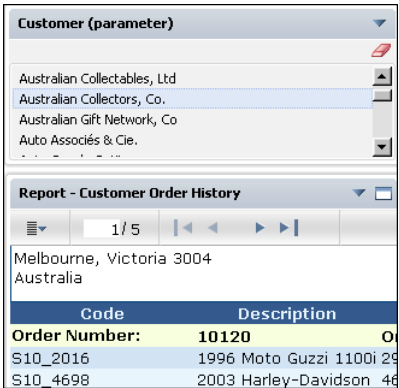 Customer (parameter)
Australian Collectables, Ltd
Australian Collectors, Co.
Australian Gift Network, Co
Auto Associés & Cie.
Report - Customer Order History
1/ 5
Melbourne, Victoria 3004
Australia
Code Description
Order Number: 10120
S10_2016 1996 Moto Guzzi 1100i 29
S10_4698 2003 Harley-Davidson 46